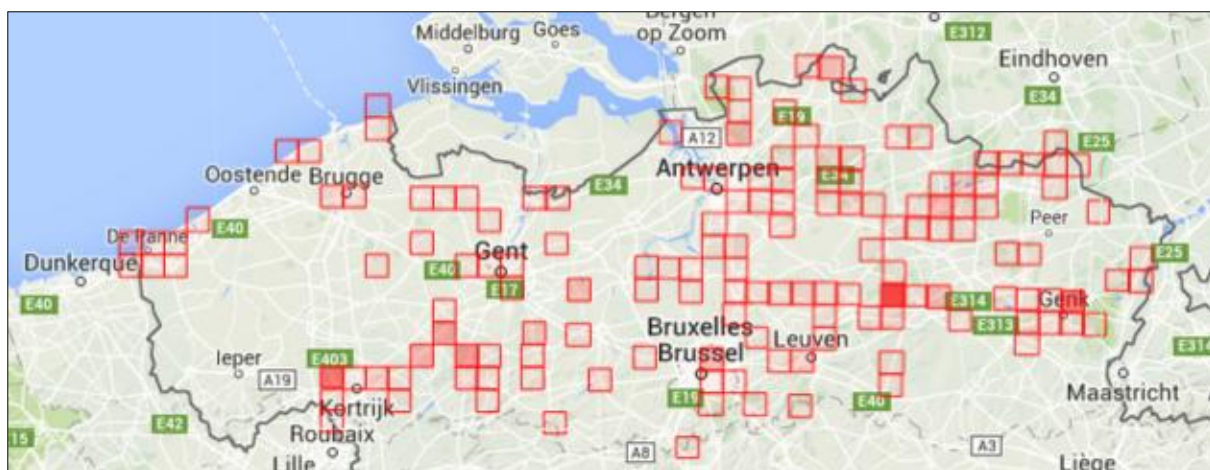 Bergen
op Zoom
E312
Middelburg
Goes
Eindhoven
Vlissingen
E34
E19
A12
E25
Oostende
Brugge
E34
Antwerpen
E34
Peer
De Panne
E40
Dunkerque
E40
Gent
E17
E25
E40
E314
Genk
E313
Bruxelles
Brussel
Leuven
E314
Ieper
E403
A19
Maastricht
Kortrijk
E19
E40
E42
Roubaix
E15
Lille
A8
A3
Liège